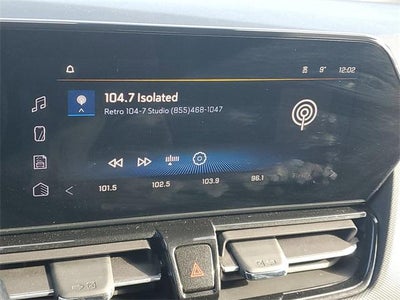 9° 12:02
104.7 Isolated
Retro 104-7 Studio (855)468-1047
101.5 102.5 103.9 96.1